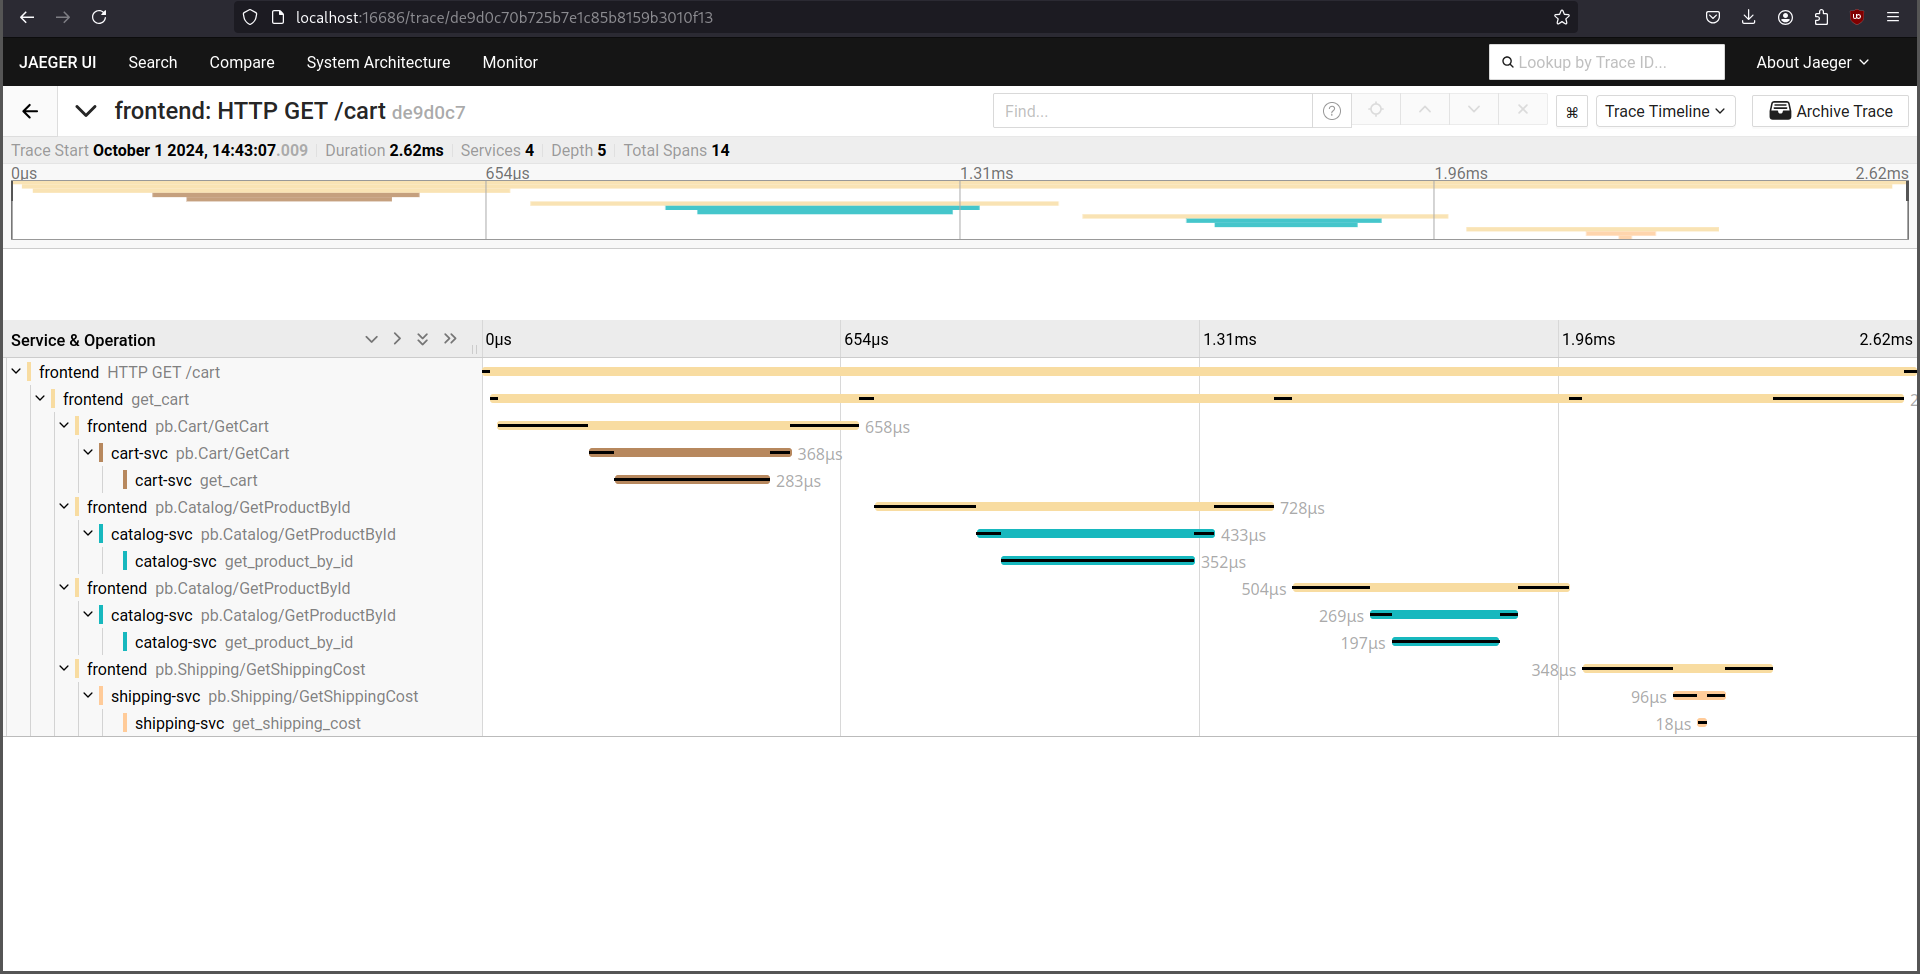 localhost:16686/trace/de9d0c70b725b7e1c85b8159b3010f13
JAEGER UI Search Compare System Architecture Monitor Lookup by Trace ID... About Jaeger
frontend: HTTP GET /cart de9d0c7 Find... Trace Timeline Archive Trace
Trace Start October 1 2024, 14:43:07.009 Duration 2.62ms Services 4 Depth 5 Total Spans 14
0μs 654μs 1.31ms 1.96ms 2.62ms
Service & Operation 0μs 654μs 1.31ms 1.96ms 2.62ms
frontend HTTP GET /cart
frontend get_cart 2
frontend pb.Cart/GetCart 658μs
cart-svc pb.Cart/GetCart 368μs
cart-svc get_cart 283μs
frontend pb.Catalog/GetProductById 728μs
catalog-svc pb.Catalog/GetProductById 433μs
catalog-svc get_product_by_id 352μs
frontend pb.Catalog/GetProductById 504μs
catalog-svc pb.Catalog/GetProductById 269μs
catalog-svc get_product_by_id 197μs
frontend pb.Shipping/GetShippingCost 348μs
shipping-svc pb.Shipping/GetShippingCost 96μs
shipping-svc get_shipping_cost 18μs